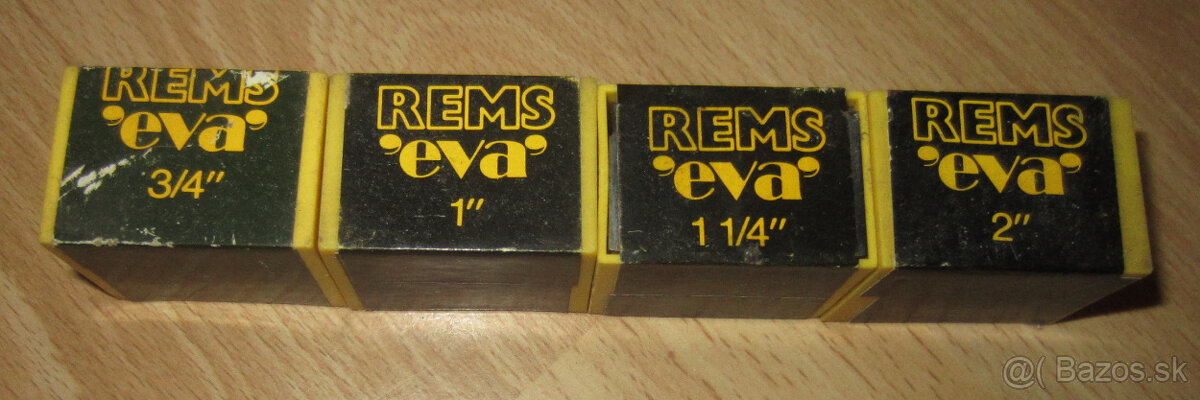 REMS
"eva"
3/4"
REMS
"eva"
1"
REMS
"eva"
1 1/4"
REMS
"eva"
2"
@( Bazos.sk